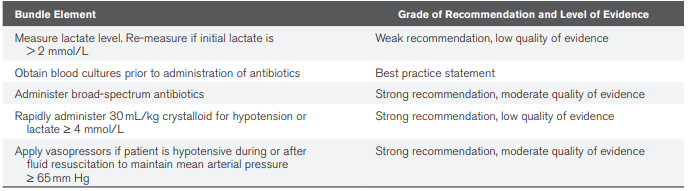 Bundle Element Grade of Recommendation and Level of Evidence
Measure lactate level. Re-measure if initial lactate is Weak recommendation, low quality of evidence
> 2 mmol/L
Obtain blood cultures prior to administration of antibiotics Best practice statement
Administer broad-spectrum antibiotics Strong recommendation, moderate quality of evidence
Rapidly administer 30 mL/kg crystalloid for hypotension or Strong recommendation, low quality of evidence
lactate ≥ 4 mmol/L
Apply vasopressors if patient is hypotensive during or after Strong recommendation, moderate quality of evidence
fluid resuscitation to maintain mean arterial pressure
≥ 65 mm Hg